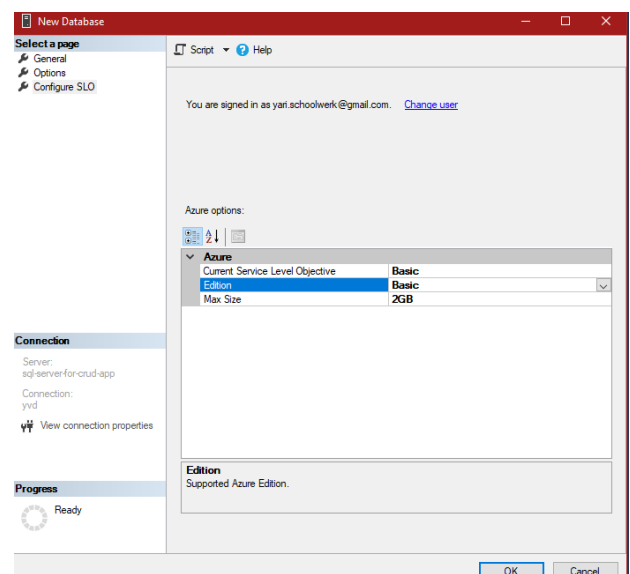 New Database
Select a page
General
Options
Configure SLO
Script
Help
You are signed in as yari.schoolwerk@gmail.com. Change user
Azure options:
Azure
Current Service Level Objective Basic
Edition Basic
Max Size 2GB
Connection
Server:
sql-server-for-crud-app
Connection:
yvd
View connection properties
Edition
Supported Azure Edition.
Progress
Ready
OK Cancel